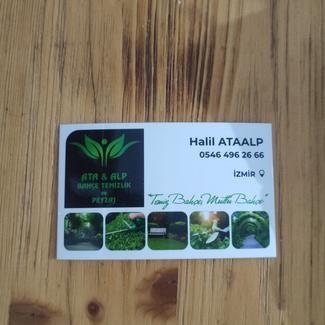 ATA & ALP
BAHÇE TEMİZLİK
ve
PEYZAJ
Halil ATAALP
0546 496 26 66
İZMİR
"Temiz Bahçe, Mutlu Bahçe"